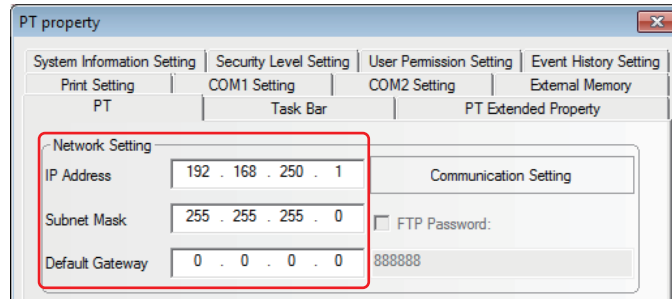 PT property
System Information Setting Security Level Setting User Permission Setting Event History Setting
Print Setting COM1 Setting COM2 Setting External Memory
PT Task Bar PT Extended Property
Network Setting
IP Address 192 . 168 . 250 . 1 Communication Setting
Subnet Mask 255 . 255 . 255 . 0 FTP Password:
Default Gateway 0 . 0 . 0 . 0 888888